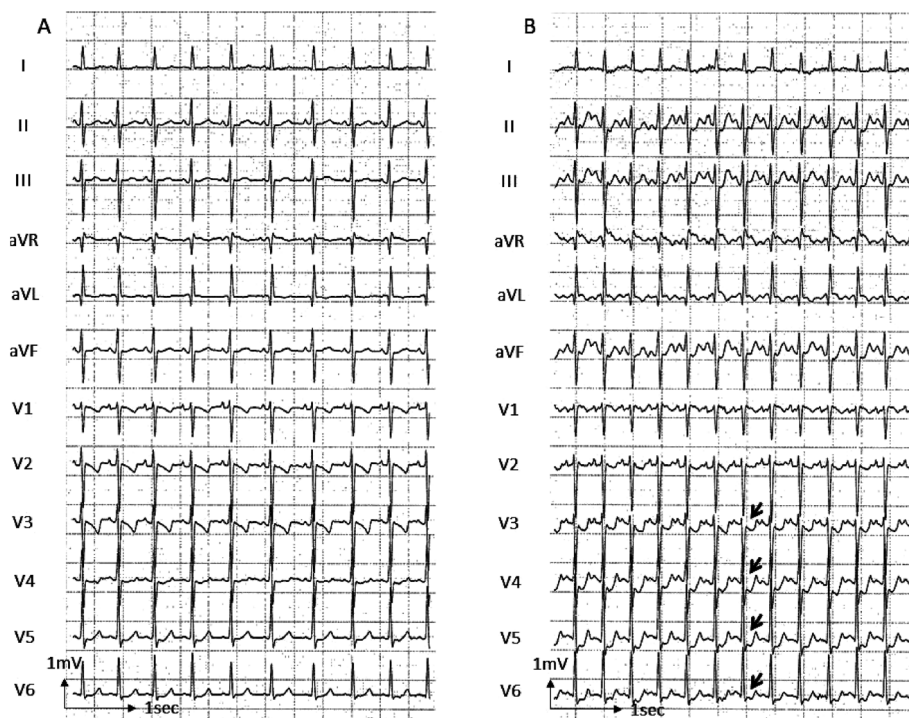 A
I
II
III
aVR
aVL
aVF
V1
V2
V3
V4
V5
1mV
V6
1sec
B
I
II
III
aVR
aVL
aVF
V1
V2
V3
V4
V5
1mV
V6
1sec